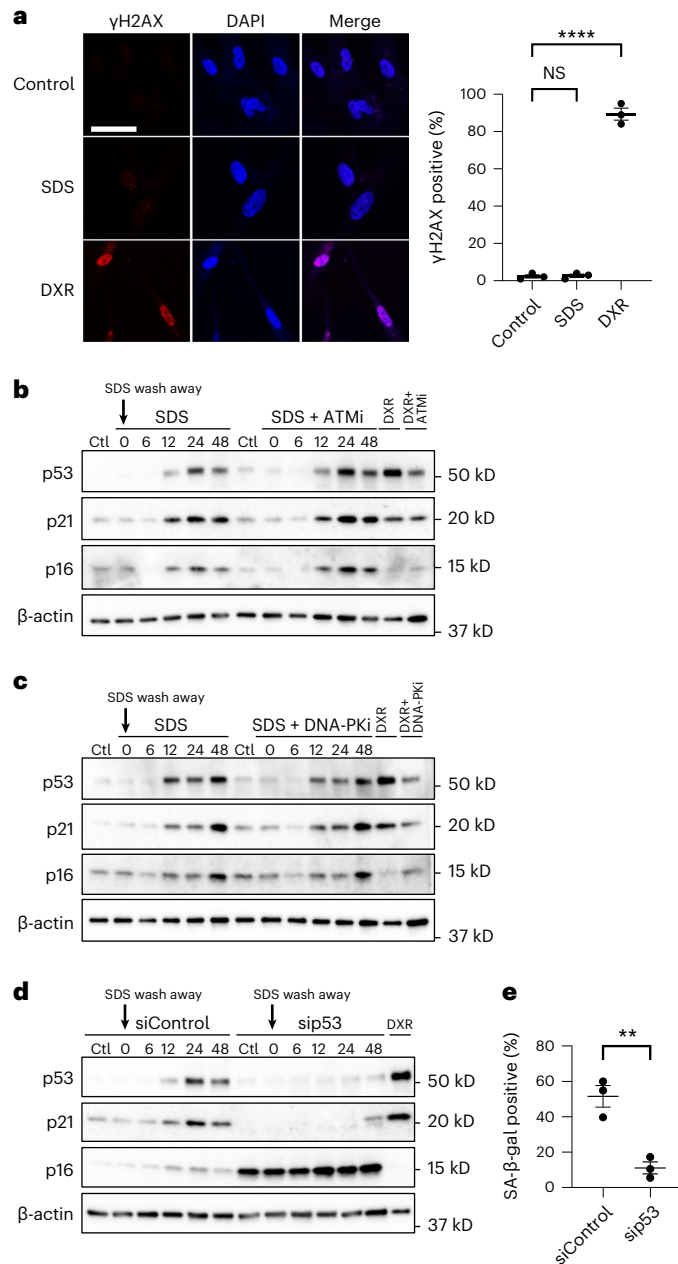 a
γH2AX DAPI Merge
Control
SDS
DXR
****
NS
γH2AX positive (%)
100
80
60
40
20
0
Control SDS DXR
b
SDS wash away
SDS SDS + ATMi DXR DXR+ ATMi
Ctl 0 6 12 24 48 Ctl 0 6 12 24 48
p53 50 kD
p21 20 kD
p16 15 kD
β-actin
37 kD
c
SDS wash away
SDS SDS + DNA-PKi DXR DXR+ DNA-PKi
Ctl 0 6 12 24 48 Ctl 0 6 12 24 48
p53 50 kD
p21 20 kD
p16 15 kD
β-actin
37 kD
d
SDS wash away SDS wash away
siControl sip53 DXR
Ctl 0 6 12 24 48 Ctl 0 6 12 24 48
p53 50 kD
p21 20 kD
p16 15 kD
β-actin
37 kD
e
**
SA-β-gal positive (%)
80
60
40
20
0
siControl sip53